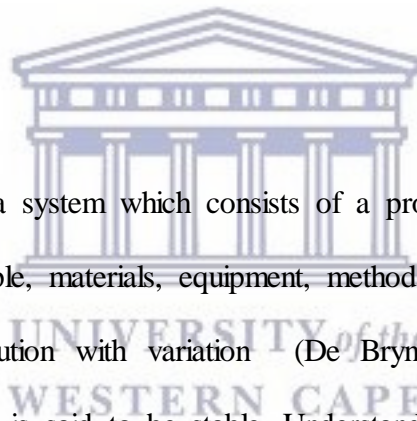 a system which consists of a pro
ble, materials, equipment, method
UNIVERSITY of the
ution with variation (De Bryn
WESTERN CAPE
is said to be stable. Understand